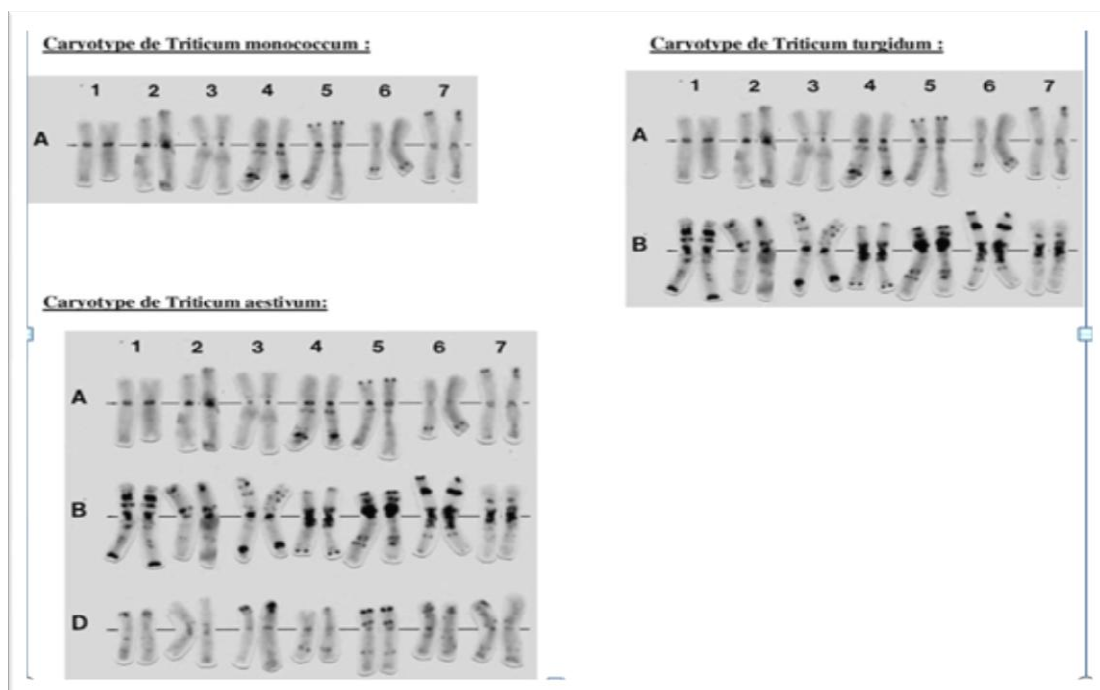 Caryotype de Triticum monococcum :
1 2 3 4 5 6 7
A
Caryotype de Triticum turgidum :
1 2 3 4 5 6 7
A
B
Caryotype de Triticum aestivum:
1 2 3 4 5 6 7
A
B
D